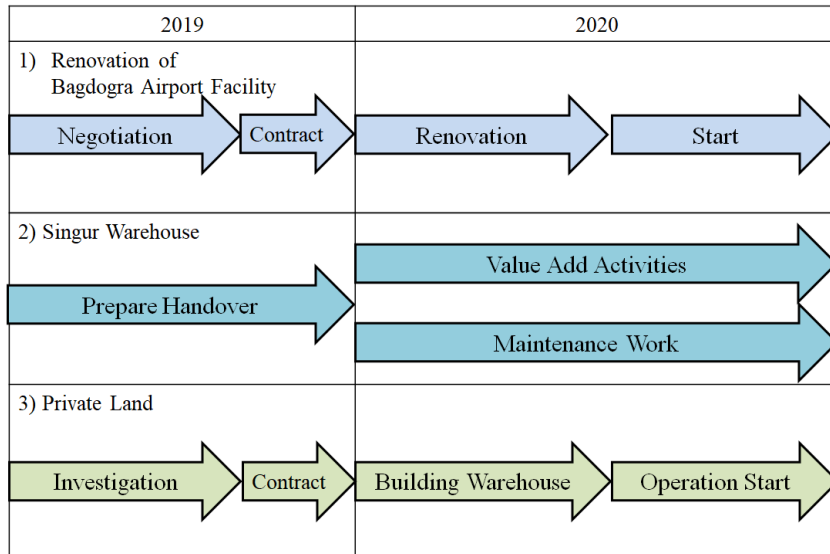 2019
2020
1) Renovation of
Bagdogra Airport Facility
Negotiation
Contract
Renovation
Start
2) Singur Warehouse
Value Add Activities
Prepare Handover
Maintenance Work
3) Private Land
Investigation
Contract
Building Warehouse
Operation Start